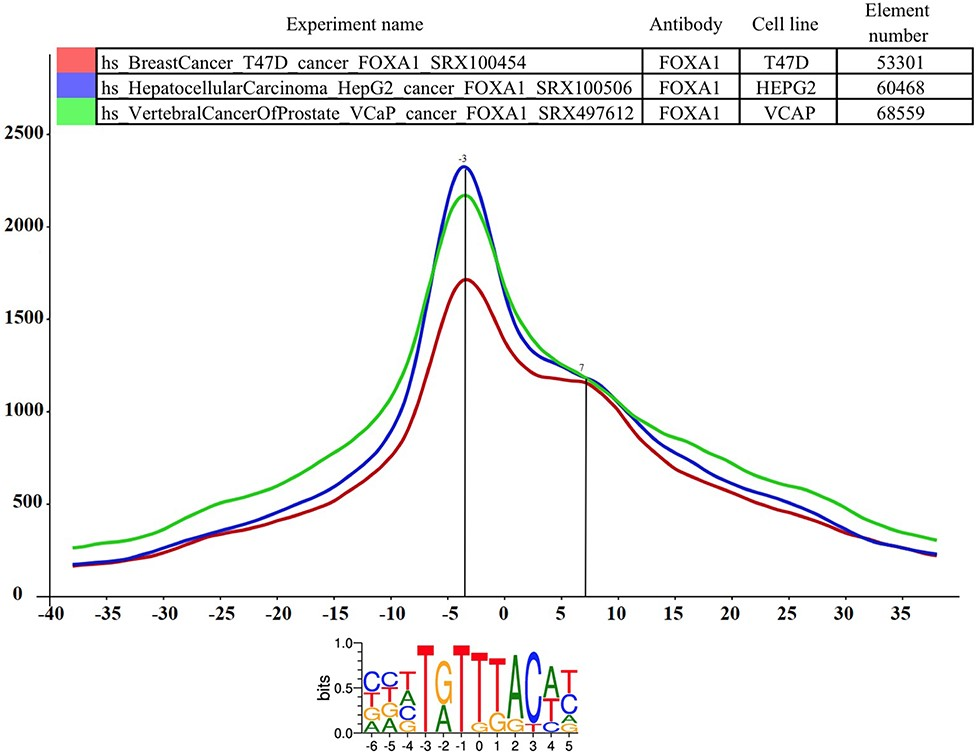 Experiment name Antibody Cell line Element number
hs_BreastCancer_T47D_cancer_FOXA1_SRX100454 FOXA1 T47D 53301
hs_HepatocellularCarcinoma_HepG2_cancer_FOXA1_SRX100506 FOXA1 HEPG2 60468
hs_VertebralCancerOfProstate_VCaP_cancer_FOXA1_SRX497612 FOXA1 VCAP 68559
2500
-3
2000
1500
7
1000
500
0
-40 -35 -30 -25 -20 -15 -10 -5 0 5 10 15 20 25 30 35
1.0
bits
0.5
0.0
C C T T G T T T A C A T
T T A A G G T T C
G G C G C A
A A G G
-6 -5 -4 -3 -2 -1 0 1 2 3 4 5